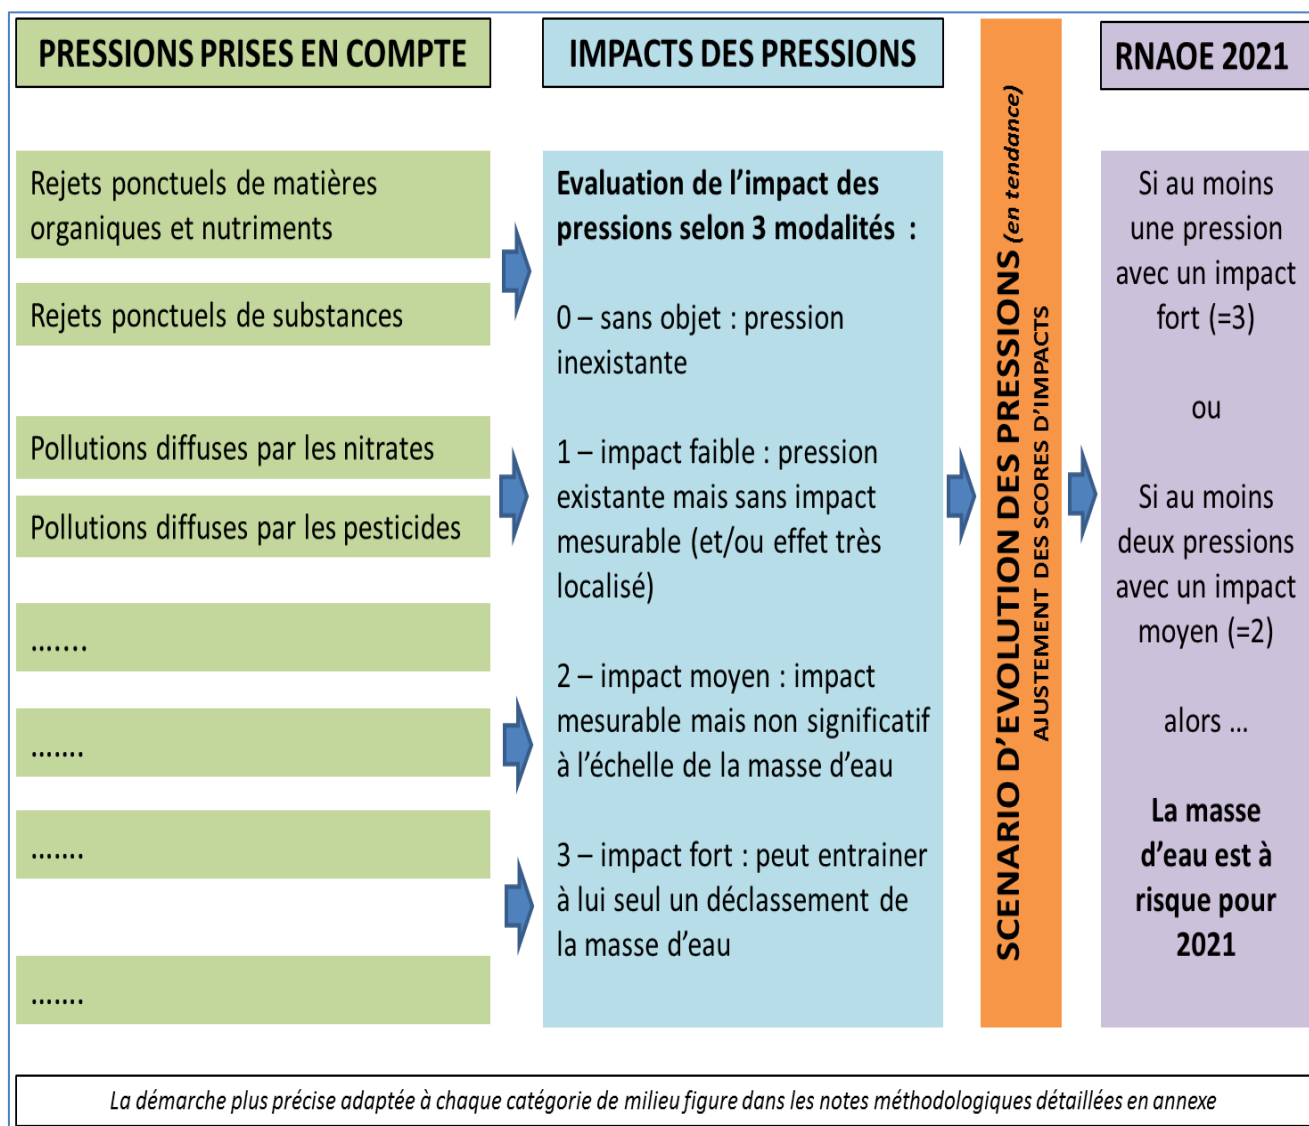 PRESSIONS PRISES EN COMPTE
Rejets ponctuels de matières
organiques et nutriments
Rejets ponctuels de substances
Pollutions diffuses par les nitrates
Pollutions diffuses par les pesticides
.......
.......
.......
.......
IMPACTS DES PRESSIONS
Evaluation de l’impact des
pressions selon 3 modalités :
0 – sans objet : pression
inexistante
1 – impact faible : pression
existante mais sans impact
mesurable (et/ou effet très
localisé)
2 – impact moyen : impact
mesurable mais non significatif
à l’échelle de la masse d’eau
3 – impact fort : peut entrainer
à lui seul un déclassement de
la masse d’eau
SCENARIO D’EVOLUTION DES PRESSIONS (en tendance)
AJUSTEMENT DES SCORES D’IMPACTS
RNAOE 2021
Si au moins
une pression
avec un impact
fort (=3)
ou
Si au moins
deux pressions
avec un impact
moyen (=2)
alors ...
La masse
d’eau est à
risque pour
2021
La démarche plus précise adaptée à chaque catégorie de milieu figure dans les notes méthodologiques détaillées en annexe